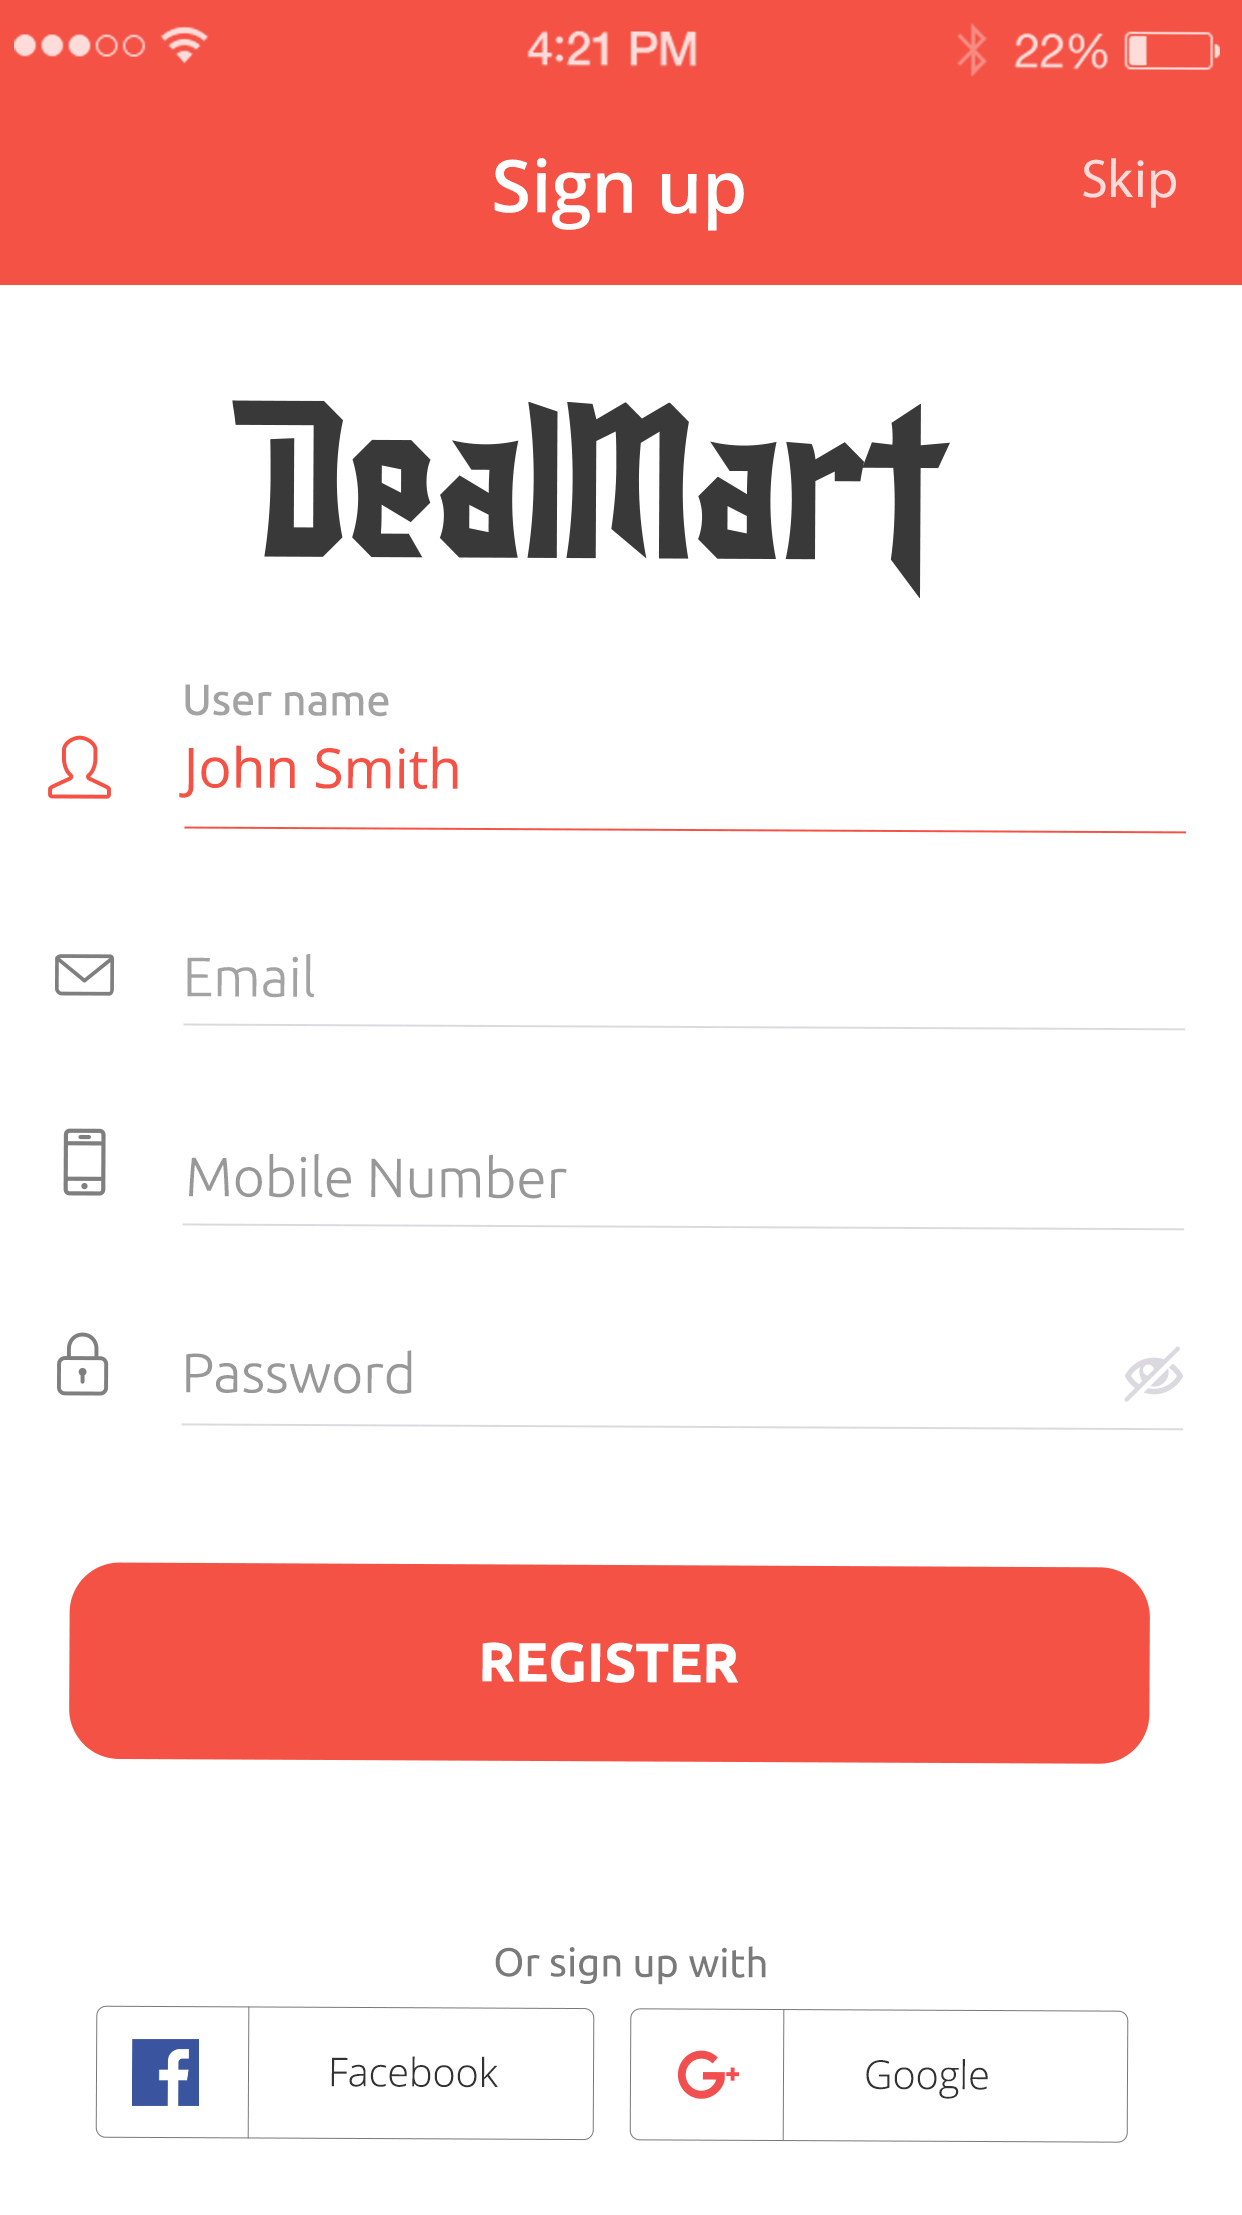 4:21 PM 22%
Sign up Skip
DealMart
User name
John Smith
Email
Mobile Number
Password
REGISTER
Or sign up with
Facebook Google